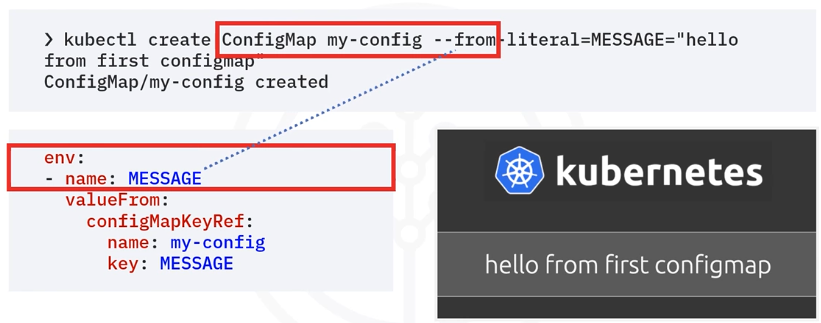 ❯ kubectl create ConfigMap my-config --from-literal=MESSAGE="hello
from first configmap"
ConfigMap/my-config created
env:
- name: MESSAGE
valueFrom:
configMapKeyRef:
name: my-config
key: MESSAGE
kubernetes
hello from first configmap